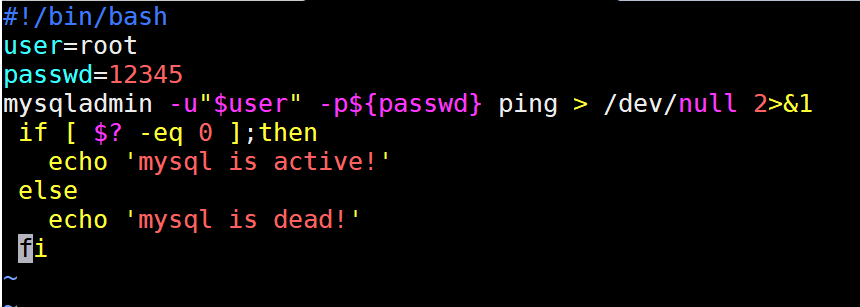 #!/bin/bash
user=root
passwd=12345
mysqladmin -u"$user" -p${passwd} ping > /dev/null 2>&1
 if [ $? -eq 0 ];then
   echo 'mysql is active!'
 else
   echo 'mysql is dead!'
 fi
~
~